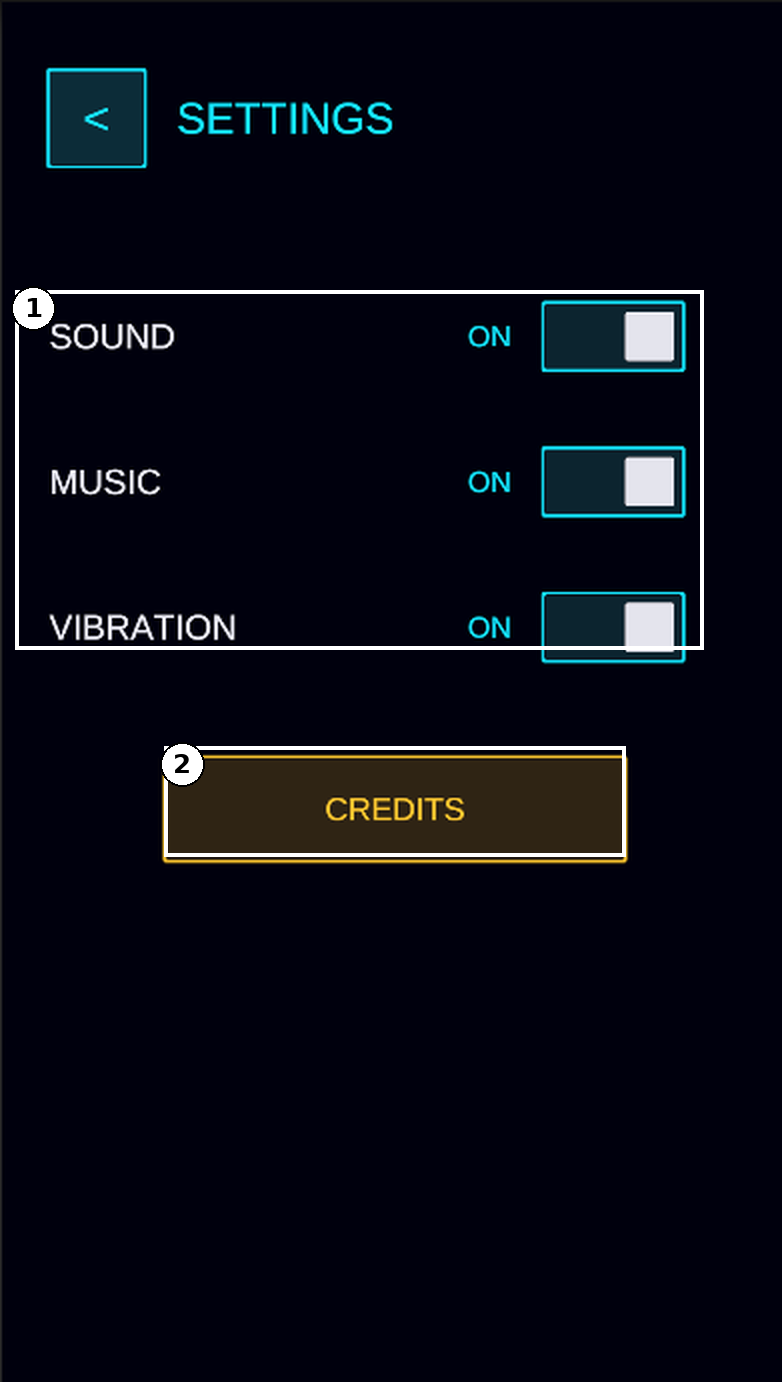 < SETTINGS
1
SOUND ON
MUSIC ON
VIBRATION ON
2
CREDITS